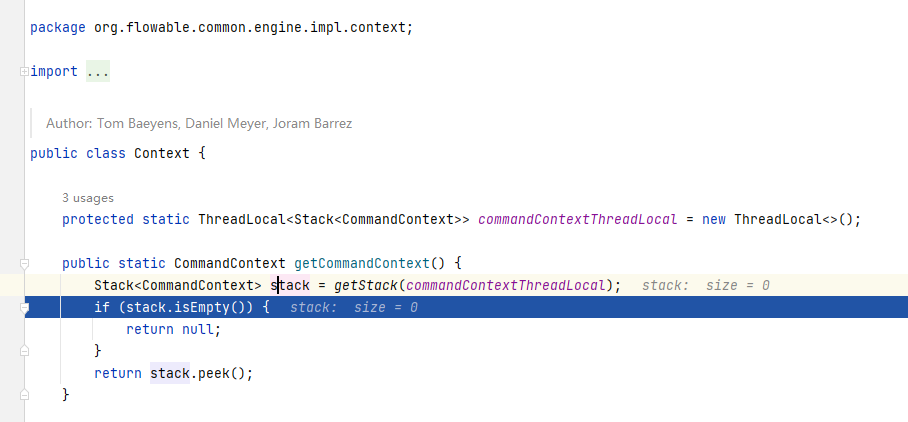 package org.flowable.common.engine.impl.context;
import ...
Author: Tom Baeyens, Daniel Meyer, Joram Barrez
public class Context {
3 usages
protected static ThreadLocal<Stack<CommandContext>> commandContextThreadLocal = new ThreadLocal<>();
public static CommandContext getCommandContext() {
Stack<CommandContext> stack = getStack(commandContextThreadLocal); stack: size = 0
if (stack.isEmpty()) { stack: size = 0
return null;
}
return stack.peek();
}